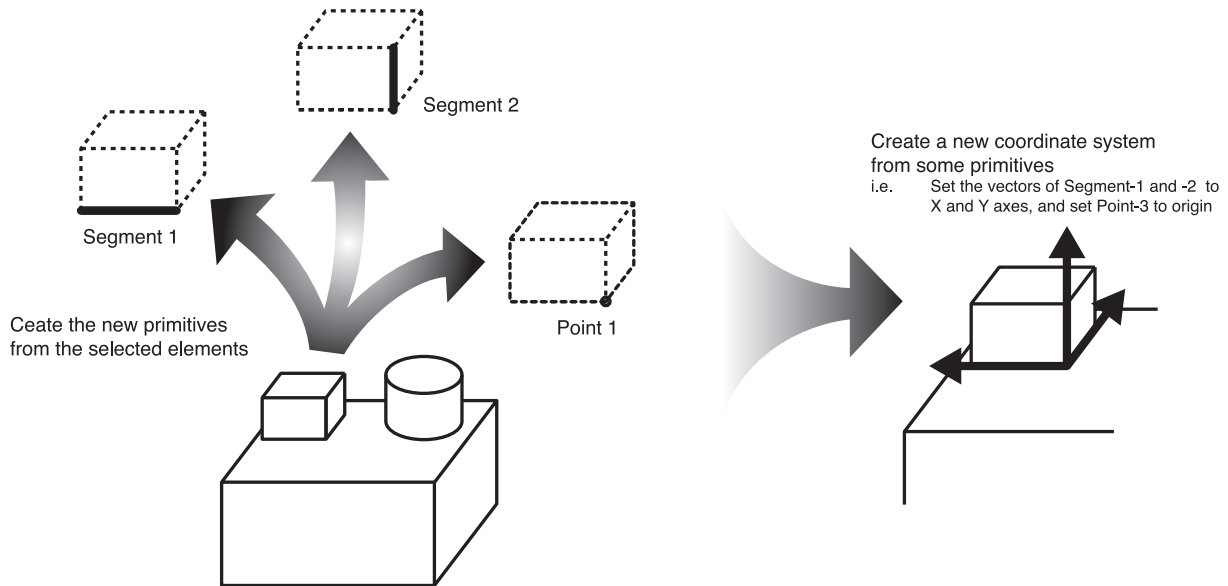 Segment 2
Segment 1
Point 1
Ceate the new primitives
from the selected elements
Create a new coordinate system
from some primitives
i.e. Set the vectors of Segment-1 and -2 to
X and Y axes, and set Point-3 to origin